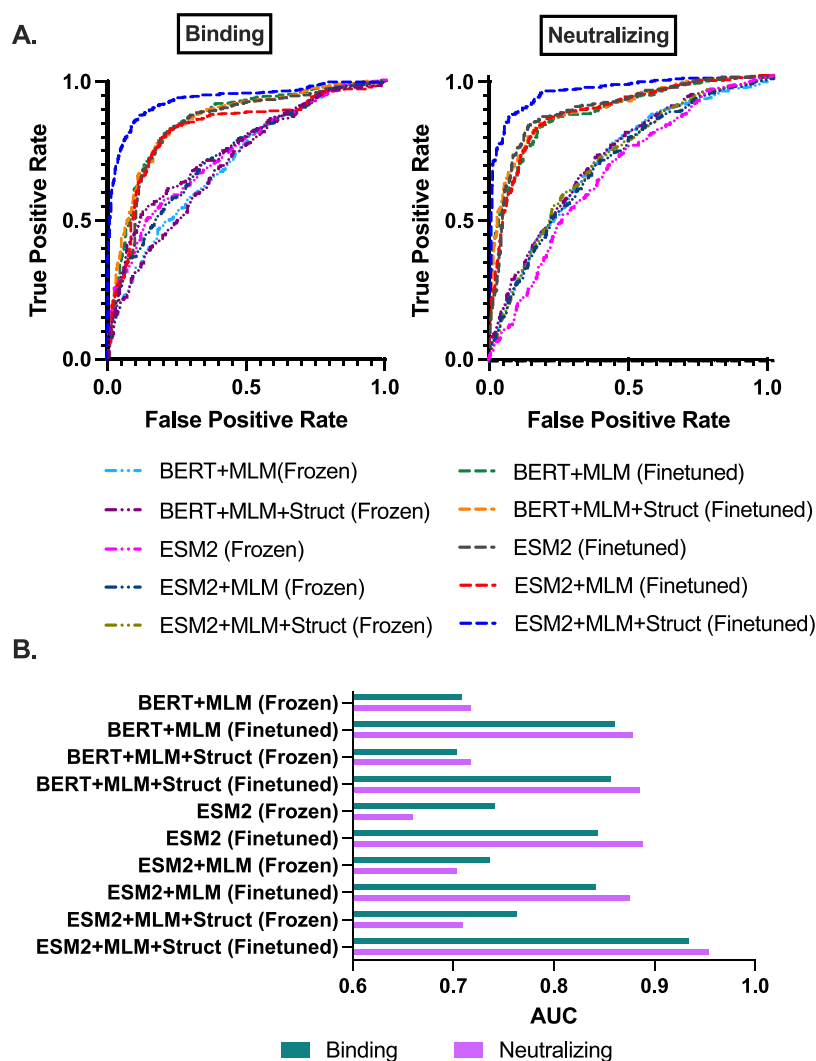 A.
Binding
Neutralizing
True Positive Rate
1.0
0.5
0.0
0.0
0.5
1.0
False Positive Rate
True Positive Rate
1.0
0.5
0.0
0.0
0.5
1.0
False Positive Rate
BERT+MLM(Frozen)
BERT+MLM+Struct (Frozen)
ESM2 (Frozen)
ESM2+MLM (Frozen)
ESM2+MLM+Struct (Frozen)
BERT+MLM (Finetuned)
BERT+MLM+Struct (Finetuned)
ESM2 (Finetuned)
ESM2+MLM (Finetuned)
ESM2+MLM+Struct (Finetuned)
B.
BERT+MLM (Frozen)
BERT+MLM (Finetuned)
BERT+MLM+Struct (Frozen)
BERT+MLM+Struct (Finetuned)
ESM2 (Frozen)
ESM2 (Finetuned)
ESM2+MLM (Frozen)
ESM2+MLM (Finetuned)
ESM2+MLM+Struct (Frozen)
ESM2+MLM+Struct (Finetuned)
0.6
0.7
0.8
0.9
1.0
AUC
Binding
Neutralizing